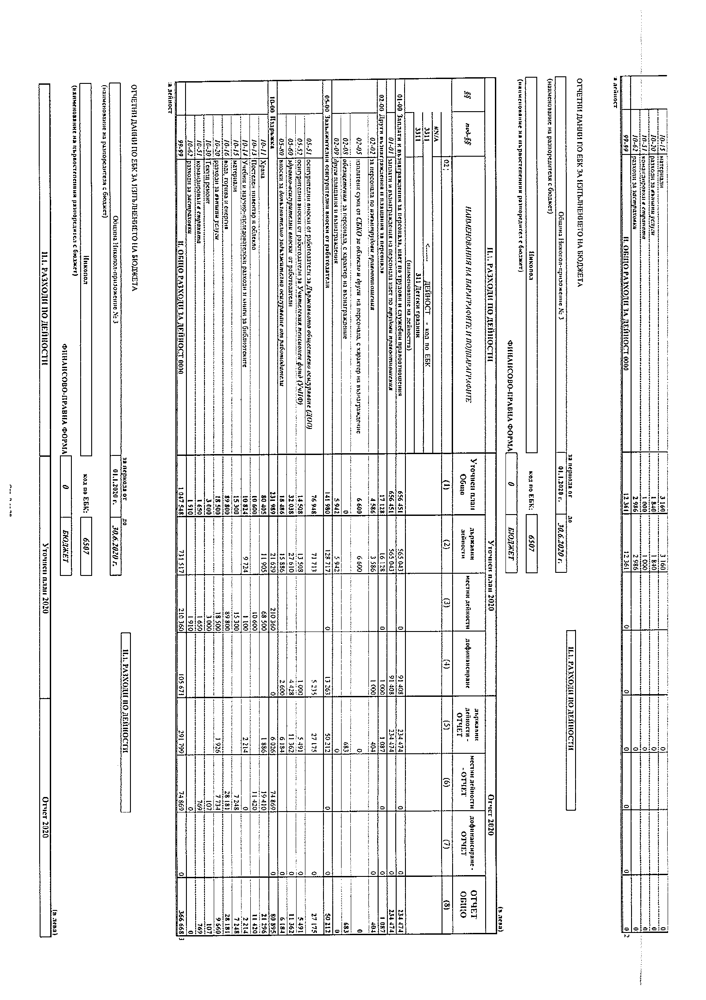 10-15 материали 3 160 3 160 0 0
10-20 разходи за външни услуги 1 840 1 840 0 0
10-51 командировки в страната 1 000 1 000 0 0
10-62 разходи за застраховки 2 986 2 986 0 0
99-99 II. ОБЩО РАЗХОДИ ЗА ДЕЙНОСТ 0000 12 361 12 361 0 0 0 0 0 0 2
а дейност
ОТЧЕТНИ ДАННИ ПО ЕБК ЗА ИЗПЪЛНЕНИЕТО НА БЮДЖЕТА
II.1. РАЗХОДИ ПО ДЕЙНОСТИ
за периода от до
Община Никопол-приложение № 3 01.1.2020 г. 30.6.2020 г.
(наименование на разпоредителя с бюджет)
Никопол код по ЕБК: 6507
(наименование на първостепенния разпоредител с бюджет)
ФИНАНСОВО-ПРАВНА ФОРМА 0 БЮДЖЕТ
(в лева)
II.1. РАЗХОДИ ПО ДЕЙНОСТИ Уточнен план 2020 Отчет 2020
§§ под-§§ НАИМЕНОВАНИЯ НА ПАРАГРАФИТЕ И ПОДПАРАГРАФИТЕ Уточнен план Общо държавни дейности местни дейности дофинансиране държавни дейности - ОТЧЕТ местни дейности - ОТЧЕТ дофинансиране - ОТЧЕТ ОТЧЕТ ОБЩО
02; (1) (2) (3) (4) (5) (6) (7) (8)
#N/A
3311 <------ ДЕЙНОСТ - код по ЕБК
3311 311 Детски градини
(наименование на дейността)
01-00 Заплати и възнаграждения за персонала, нает по трудови и служебни правоотношения 656 451 565 043 0 91 408 234 474 0 0 234 474
01-01 заплати и възнаграждения на персонала нает по трудови правоотношения 656 451 565 043 91 408 234 474 0 234 474
02-00 Други възнаграждения и плащания за персонала 17 128 16 128 0 1 000 1 087 0 0 1 087
02-02 за персонала по извънтрудови правоотношения 4 586 3 586 1 000 404 0 404
02-05 изплатени суми от СБКО за облекло и други на персонала, с характер на възнаграждение 6 600 6 600 0 0
02-08 обезщетения за персонала, с характер на възнаграждение 0 683 683
02-09 други плащания и възнаграждения 5 942 5 942 0 0
05-00 Задължителни осигурителни вноски от работодатели 141 980 128 717 0 13 263 50 212 0 0 50 212
05-51 осигурителни вноски от работодатели за Държавното обществено осигуряване (ДОО) 76 948 71 713 5 235 27 175 0 27 175
05-52 осигурителни вноски от работодатели за Учителския пенсионен фонд (УчПФ) 14 508 13 508 1 000 5 491 0 5 491
05-60 здравно-осигурителни вноски от работодатели 32 038 27 610 4 428 11 362 0 11 362
05-80 вноски за допълнително задължително осигуряване от работодатели 18 486 15 886 2 600 6 184 0 6 184
10-00 Издръжка 231 989 21 629 210 360 0 6 026 74 869 0 80 895
10-11 Храна 80 405 11 905 68 500 1 886 19 410 21 296
10-13 Постелен инвентар и облекло 10 600 10 600 11 420 11 420
10-14 Учебни и научно-изследователски разходи и книги за библиотеките 10 824 9 724 1 100 2 214 0 2 214
10-15 материали 15 300 15 300 7 248 7 248
10-16 вода, горива и енергия 89 800 89 800 28 181 28 181
10-20 разходи за външни услуги 18 500 18 500 1 926 7 734 9 660
10-30 Текущ ремонт 3 000 3 000 107 107
10-51 командировки в страната 1 650 1 650 769 769
10-62 разходи за застраховки 1 910 1 910 0 0
99-99 II. ОБЩО РАЗХОДИ ЗА ДЕЙНОСТ 0000 1 047 548 731 517 210 360 105 671 291 799 74 869 0 366 668 3
а дейност
ОТЧЕТНИ ДАННИ ПО ЕБК ЗА ИЗПЪЛНЕНИЕТО НА БЮДЖЕТА
II.1. РАЗХОДИ ПО ДЕЙНОСТИ
за периода от до
Община Никопол-приложение № 3 01.1.2020 г. 30.6.2020 г.
(наименование на разпоредителя с бюджет)
Никопол код по ЕБК: 6507
(наименование на първостепенния разпоредител с бюджет)
ФИНАНСОВО-ПРАВНА ФОРМА 0 БЮДЖЕТ
(в лева)
II.1. РАЗХОДИ ПО ДЕЙНОСТИ Уточнен план 2020 Отчет 2020